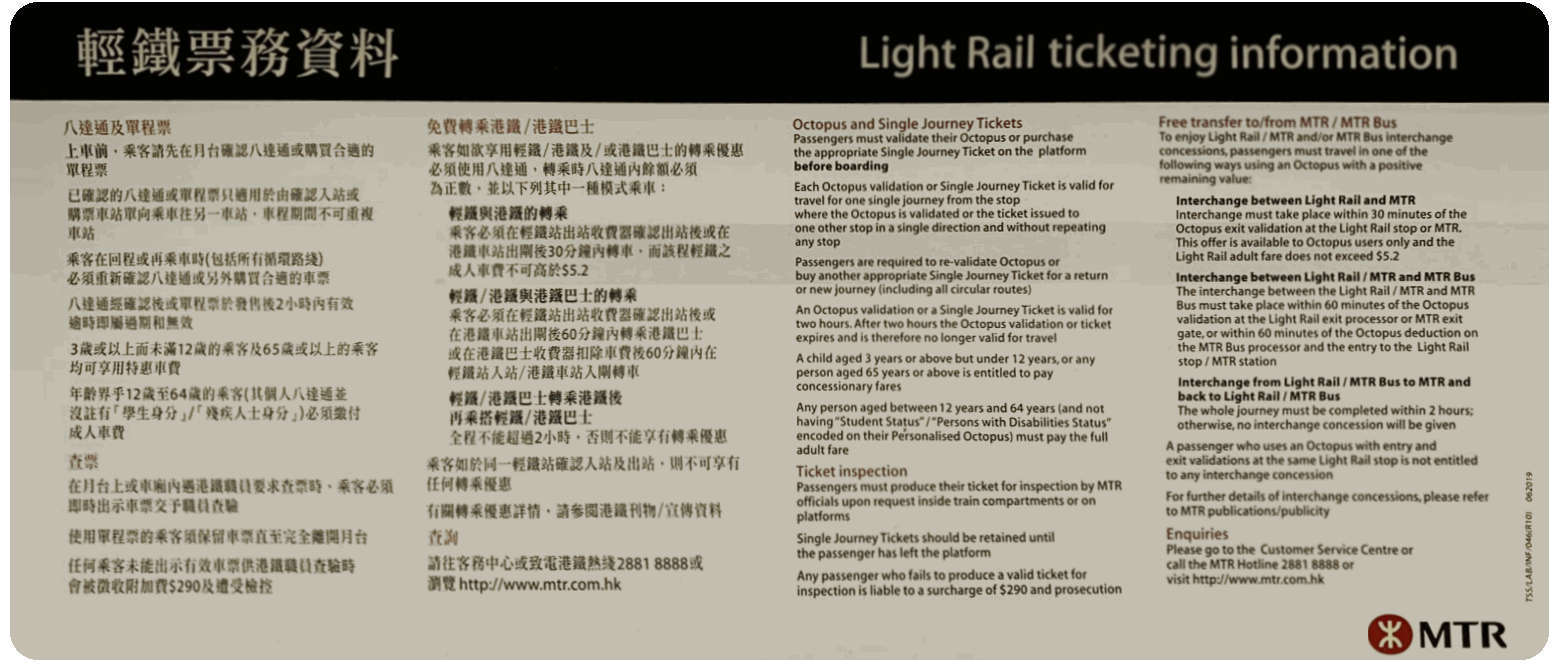 輕鐵票務資料
Light Rail ticketing information
八達通及單程票
上車前，乘客請先在月台確認八達通或購買合適的
單程票
已確認的八達通或單程票只適用於由確認入站或
購票車站單向乘車往另一車站，車程期間不可重複
車站
乘客在回程或再乘車時(包括所有循環路綫)
必須重新確認八達通或另外購買合適的車票
八達通經確認後或單程票於發售後2小時內有效
逾時即屬過期和無效
3歲或以上而未滿12歲的乘客及65歲或以上的乘客
均可享用特惠車費
年齡界乎12歲至64歲的乘客(其個人八達通並
沒註有「學生身分」/「殘疾人士身分」)必須繳付
成人車費
查票
在月台上或車廂內遇港鐵職員要求查票時，乘客必須
即時出示車票交予職員查驗
使用單程票的乘客須保留車票直至完全離開月台
任何乘客未能出示有效車票供港鐵職員查驗時
會被徵收附加費$290及遭受檢控
免費轉乘港鐵/港鐵巴士
乘客如欲享用輕鐵/港鐵及/或港鐵巴士的轉乘優惠
必須使用八達通，轉乘時八達通內餘額必須
為正數，並以下列其中一種模式乘車：
輕鐵與港鐵的轉乘
乘客必須在輕鐵站出站收費器確認出站後或在
港鐵車站出閘後30分鐘內轉車，而該程輕鐵之
成人車費不可高於$5.2
輕鐵/港鐵與港鐵巴士的轉乘
乘客必須在輕鐵站出站收費器確認出站後或
在港鐵車站出閘後60分鐘內轉乘港鐵巴士
或在港鐵巴士收費器扣除車費後60分鐘內在
輕鐵站入站/港鐵車站入閘轉車
輕鐵/港鐵巴士轉乘港鐵後
再乘搭輕鐵/港鐵巴士
全程不能超過2小時，否則不能享有轉乘優惠
乘客如於同一輕鐵站確認入站及出站，則不可享有
任何轉乘優惠
有關轉乘優惠詳情，請參閱港鐵刊物/宣傳資料
查詢
請往客務中心或致電港鐵熱綫2881 8888或
瀏覽http://www.mtr.com.hk
Octopus and Single Journey Tickets
Passengers must validate their Octopus or purchase
the appropriate Single Journey Ticket on the platform
before boarding
Each Octopus validation or Single Journey Ticket is valid for
travel for one single journey from the stop
where the Octopus is validated or the ticket issued to
one other stop in a single direction and without repeating
any stop
Passengers are required to re-validate Octopus or
buy another appropriate Single Journey Ticket for a return
or new journey (including all circular routes)
An Octopus validation or a Single Journey Ticket is valid for
two hours. After two hours the Octopus validation or ticket
expires and is therefore no longer valid for travel
A child aged 3 years or above but under 12 years, or any
person aged 65 years or above is entitled to pay
concessionary fares
Any person aged between 12 years and 64 years (and not
having "Student Status"/"Persons with Disabilities Status"
encoded on their Personalised Octopus) must pay the full
adult fare
Ticket inspection
Passengers must produce their ticket for inspection by MTR
officials upon request inside train compartments or on
platforms
Single Journey Tickets should be retained until
the passenger has left the platform
Any passenger who fails to produce a valid ticket for
inspection is liable to a surcharge of $290 and prosecution
Free transfer to/from MTR / MTR Bus
To enjoy Light Rail / MTR and/or MTR Bus interchange
concessions, passengers must travel in one of the
following ways using an Octopus with a positive
remaining value:
Interchange between Light Rail and MTR
Interchange must take place within 30 minutes of the
Octopus exit validation at the Light Rail stop or MTR.
This offer is available to Octopus users only and the
Light Rail adult fare does not exceed $5.2
Interchange between Light Rail / MTR and MTR Bus
The interchange between the Light Rail / MTR and MTR
Bus must take place within 60 minutes of the Octopus
validation at the Light Rail exit processor or MTR exit
gate, or within 60 minutes of the Octopus deduction on
the MTR Bus processor and the entry to the Light Rail
stop / MTR station
Interchange from Light Rail / MTR Bus to MTR and
back to Light Rail / MTR Bus
The whole journey must be completed within 2 hours;
otherwise, no interchange concession will be given
A passenger who uses an Octopus with entry and
exit validations at the same Light Rail stop is not entitled
to any interchange concession
For further details of interchange concessions, please refer
to MTR publications/publicity
Enquiries
Please go to the Customer Service Centre or
call the MTR Hotline 2881 8888 or
visit http://www.mtr.com.hk
TSS/LAB/INF/046(R10) 062019
MTR